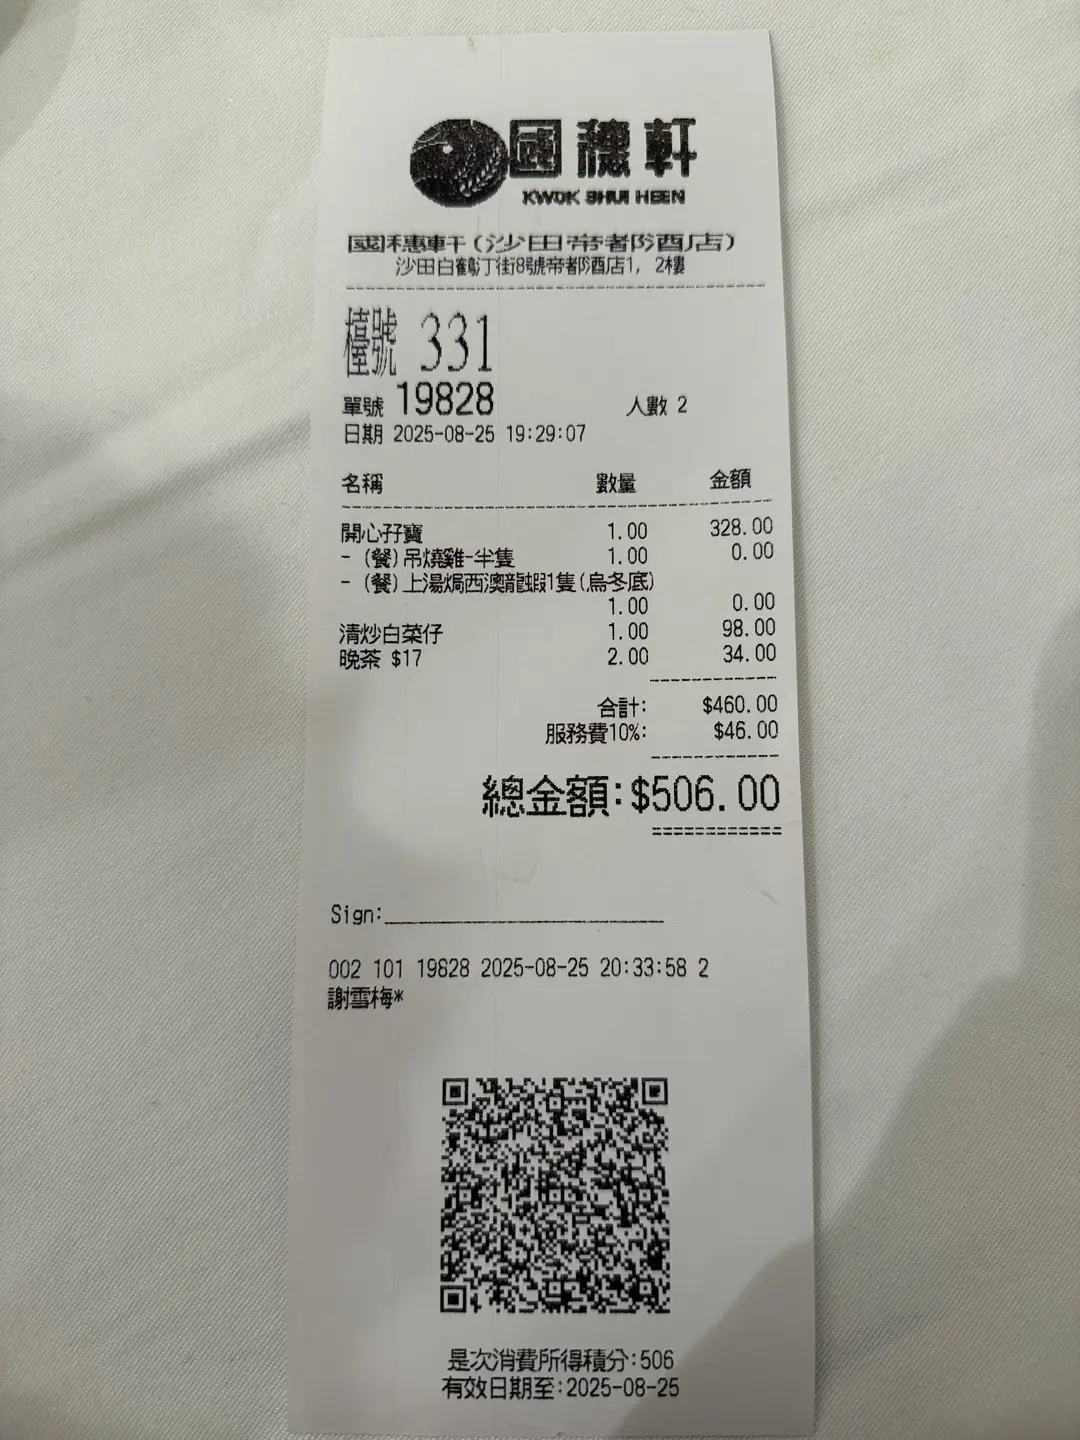 國穗軒
KWOK SHUI HEEN
國穗軒(沙田帝都酒店)
沙田白鶴汀街8號帝都酒店1, 2樓
檯號 331
單號 19828 人數 2
日期 2025-08-25 19:29:07
名稱 數量 金額
開心孖寶 1.00 328.00
- (餐)吊燒雞-半隻 1.00 0.00
- (餐)上湯焗西澳龍蝦1隻(烏冬底)
1.00 0.00
清炒白菜仔 1.00 98.00
晚茶 $17 2.00 34.00
合計: $460.00
服務費10%: $46.00
總金額:$506.00
Sign:
002 101 19828 2025-08-25 20:33:58 2
謝雪梅*
是次消費所得積分:506
有效日期至:2025-08-25